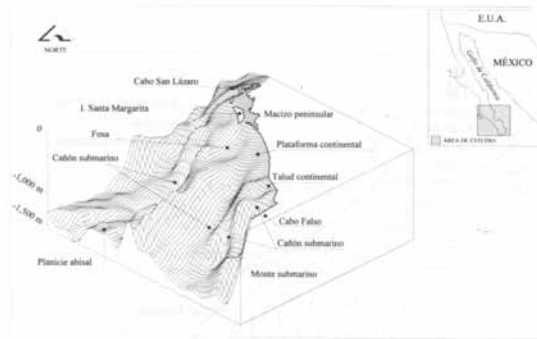 NORTE
E.U.A.
MÉXICO
Golfo de California
ÁREA DE ESTUDIO
Cabo San Lázaro
I. Santa Margarita
Macizo peninsular
0
Fosa
Plataforma continental
Cañón submarino
Talud continental
-1,000 m
-1,500 m
Cabo Falso
Cañón submarino
Planicie abisal
Monte submarino